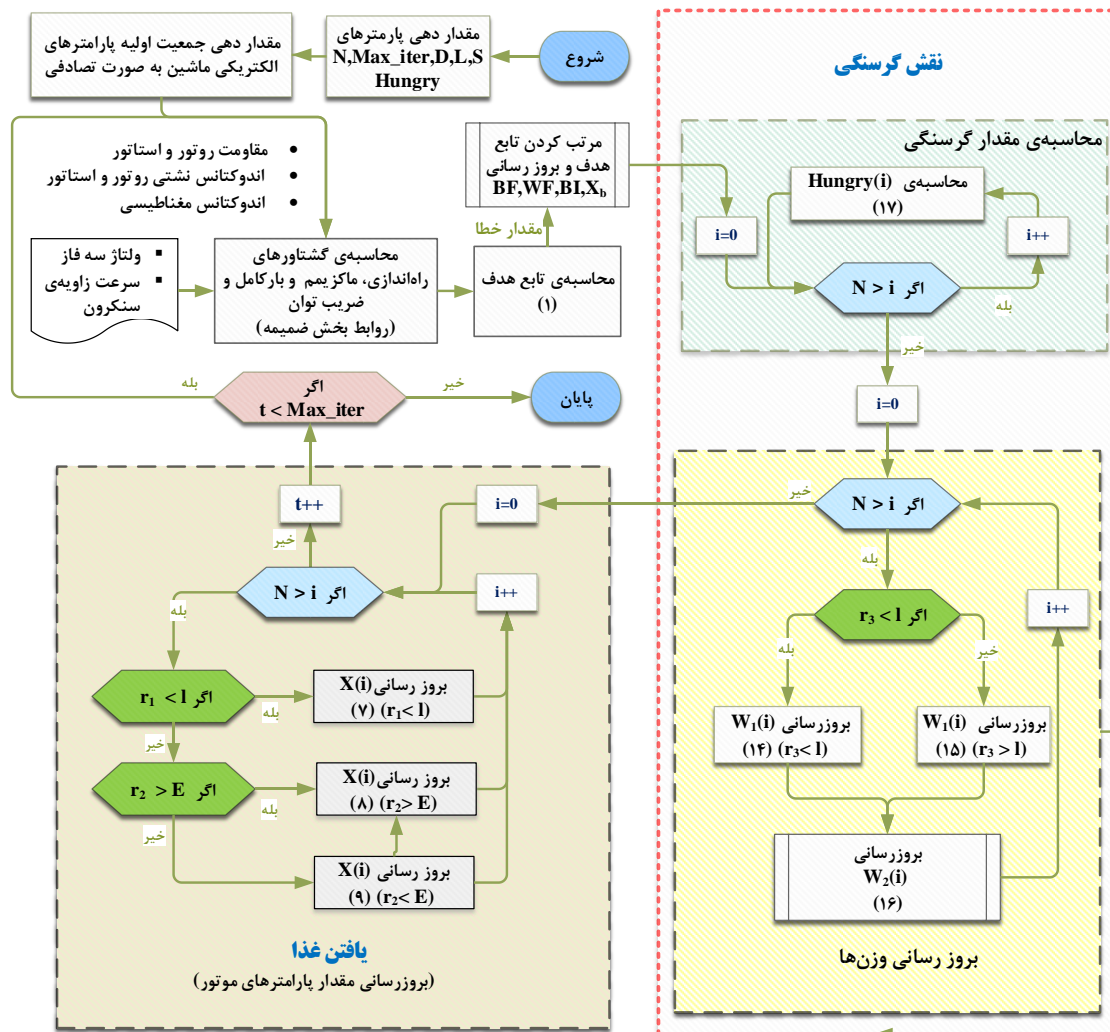 شروع
مقدار دهی پارمترهای
N,Max_iter,D,L,S
Hungry
مقدار دهی جمعیت اولیه پارامترهای
الکتریکی ماشین به صورت تصادفی
مقاومت روتور و استاتور
اندوکتانس نشتی روتور و استاتور
اندوکتانس مغناطیسی
ولتاژ سه فاز
سرعت زاویه‌ی
سنکرون
محاسبه‌ی گشتاورهای
راه‌اندازی، ماکزیمم و بارکامل و
ضریب توان
(روابط بخش ضمیمه)
محاسبه‌ی تابع هدف
(۱)
مقدار خطا
مرتب کردن تابع
هدف و بروز رسانی
BF,WF,BI,Xb
نقش گرسنگی
محاسبه‌ی مقدار گرسنگی
محاسبه‌ی Hungry(i)
(۱۷)
i=0
i++
اگر N > i
بله
خیر
i=0
اگر N > i
خیر
بله
اگر r3 < l
بله
خیر
i++
بروزرسانی W1(i)
(۱۴) (r3< l)
بروزرسانی W1(i)
(۱۵) (r3 > l)
بروزرسانی
W2(i)
(۱۶)
بروز رسانی وزن‌ها
بله
اگر
t < Max_iter
خیر
پایان
t++
i=0
خیر
اگر N > i
i++
بله
اگر r1 < l
بله
بروز رسانی X(i)
(۷) (r1< l)
خیر
اگر r2 > E
بله
بروز رسانی X(i)
(۸) (r2> E)
خیر
بروز رسانی X(i)
(۹) (r2< E)
یافتن غذا
(بروزرسانی مقدار پارامترهای موتور)